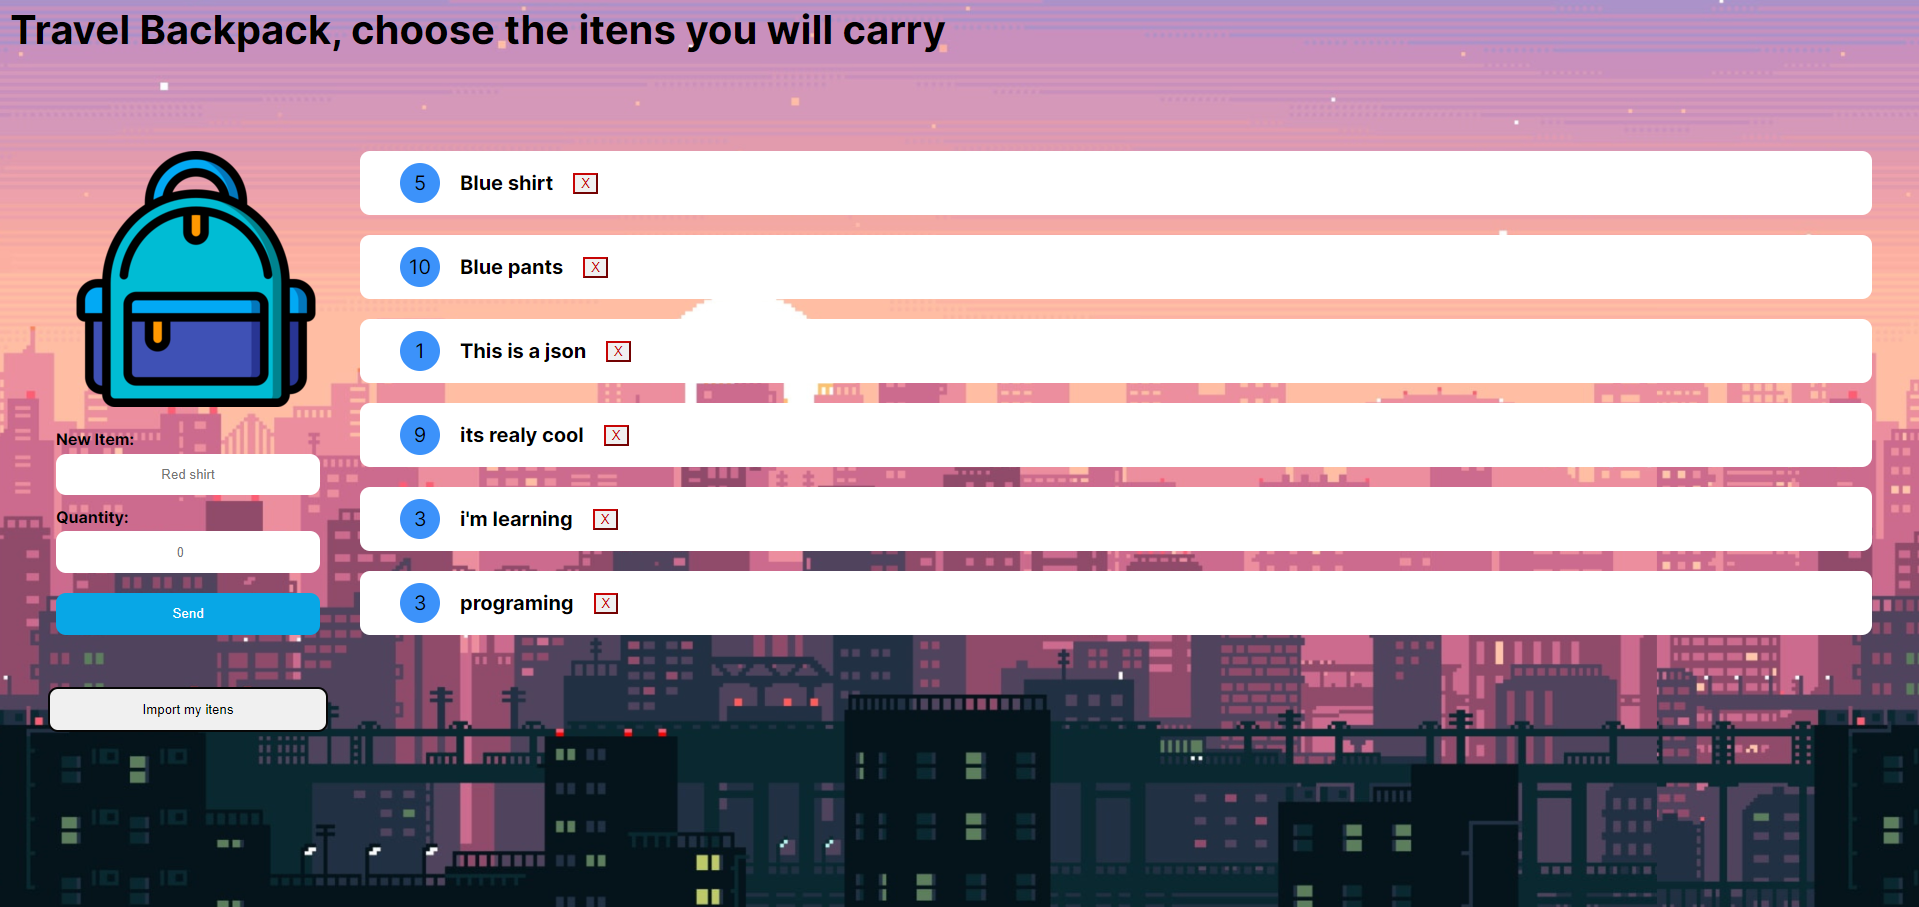 Travel Backpack, choose the itens you will carry
New Item:
Red shirt
Quantity:
0
Send
Import my itens
5 Blue shirt X
10 Blue pants X
1 This is a json X
9 its realy cool X
3 i'm learning X
3 programing X